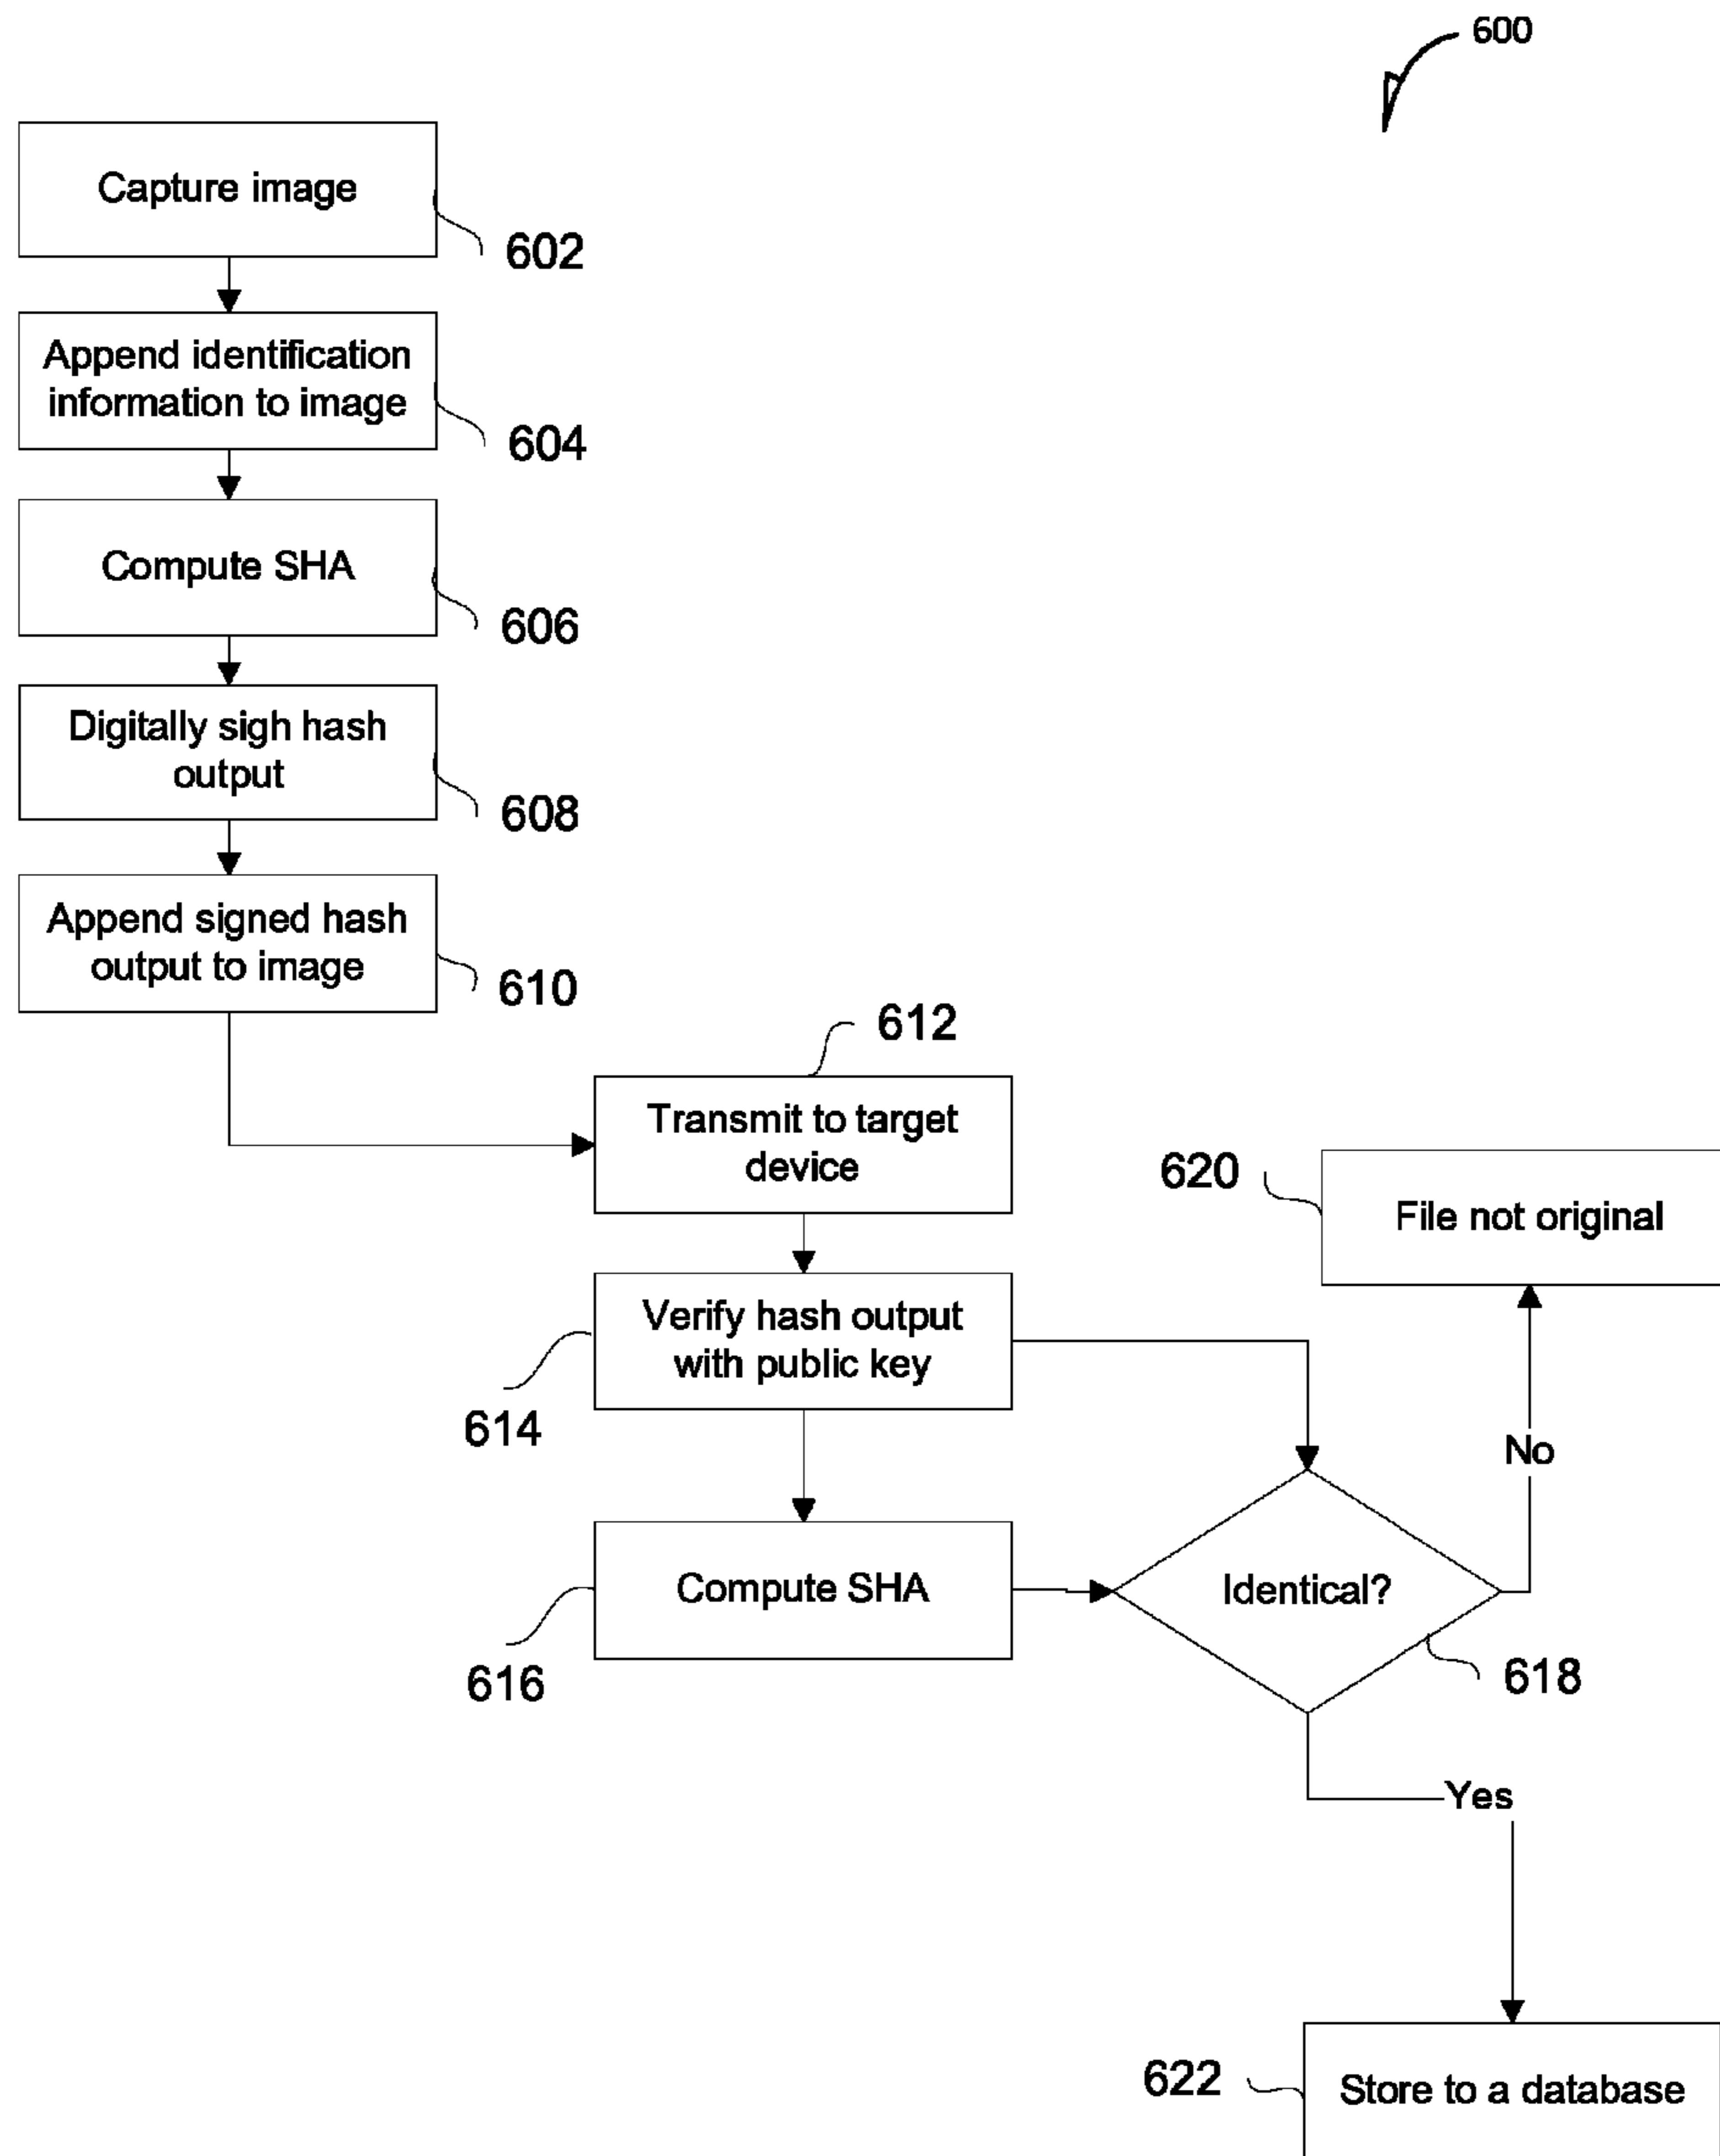 600
Capture image
602
Append identification
information to image
604
Compute SHA
606
Digitally sigh hash
output
608
Append signed hash
output to image
610
612
Transmit to target
device
620
File not original
Verify hash output
with public key
614
No
Compute SHA
616
Identical?
618
Yes
622
Store to a database